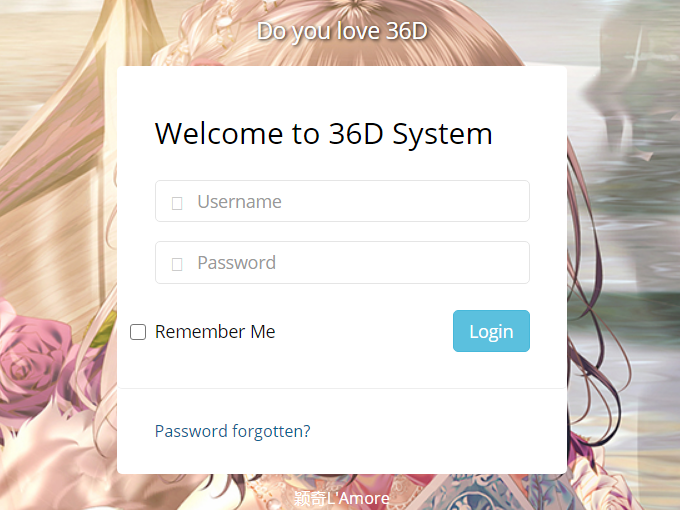 Do you love 36D
Welcome to 36D System
Username
Password
Remember Me
Login
Password forgotten?
颖奇L'Amore